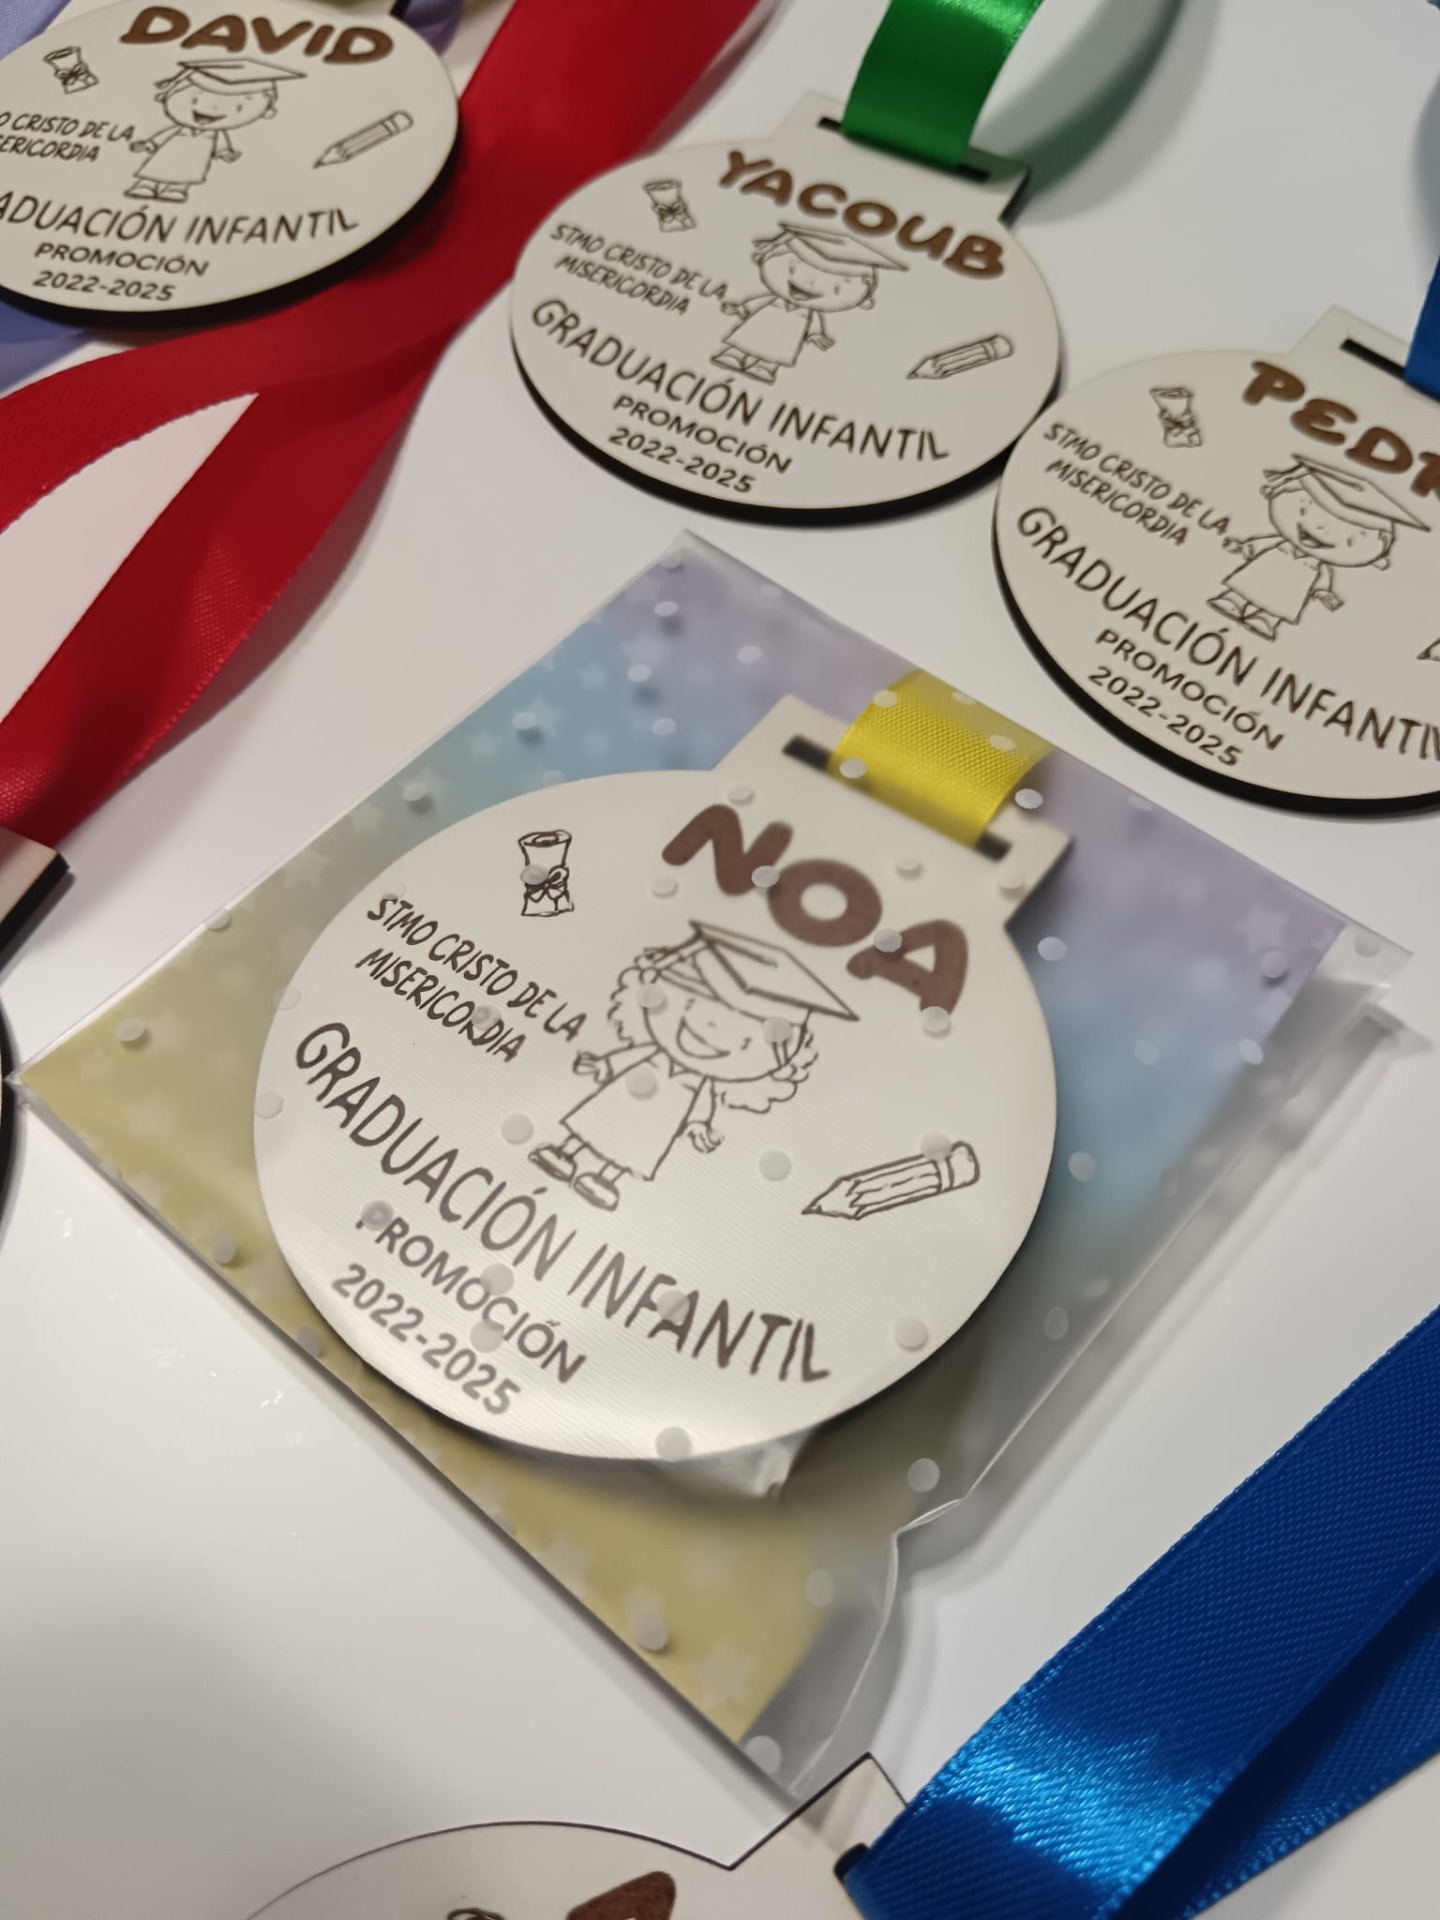 DAVID
CRISTO DE LA
GRADUACIÓN INFANTIL
PROMOCIÓN
2022-2025
YACOUB
STMO CRISTO DE LA
MISERICORDIA
GRADUACIÓN INFANTIL
PROMOCIÓN
2022-2025
STMO CRISTO DE LA
MISERICORDIA
GRADUACIÓN INFANTIL
PROMOCIÓN
2022-2025
NOA
STMO CRISTO DE LA
MISERICORDIA
GRADUACIÓN INFANTIL
PROMOCIÓN
2022-2025